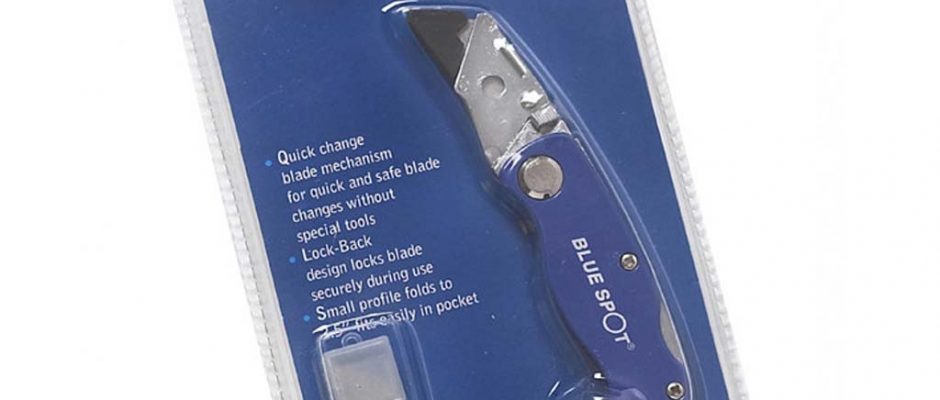 • Quick change
blade mechanism
for quick and safe blade
changes without
special tools
• Lock-Back
design locks blade
securely during use
• Small profile folds to
fits easily in pocket
BLUE SPOT®